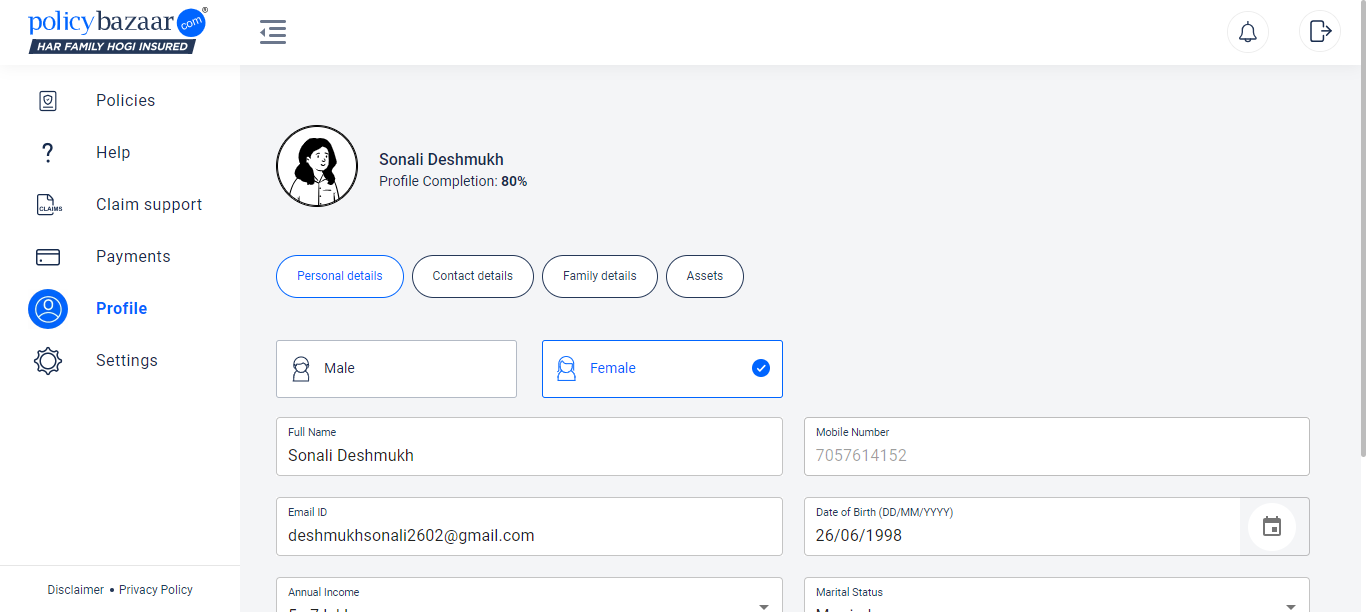 policybazaar.com®
HAR FAMILY HOGI INSURED
Policies
Help
CLAIMS
Claim support
Payments
Profile
Settings
Disclaimer • Privacy Policy
Sonali Deshmukh
Profile Completion: 80%
Personal details
Contact details
Family details
Assets
Male
Female
Full Name
Sonali Deshmukh
Mobile Number
7057614152
Email ID
deshmukhsonali2602@gmail.com
Date of Birth (DD/MM/YYYY)
26/06/1998
Annual Income
Marital Status